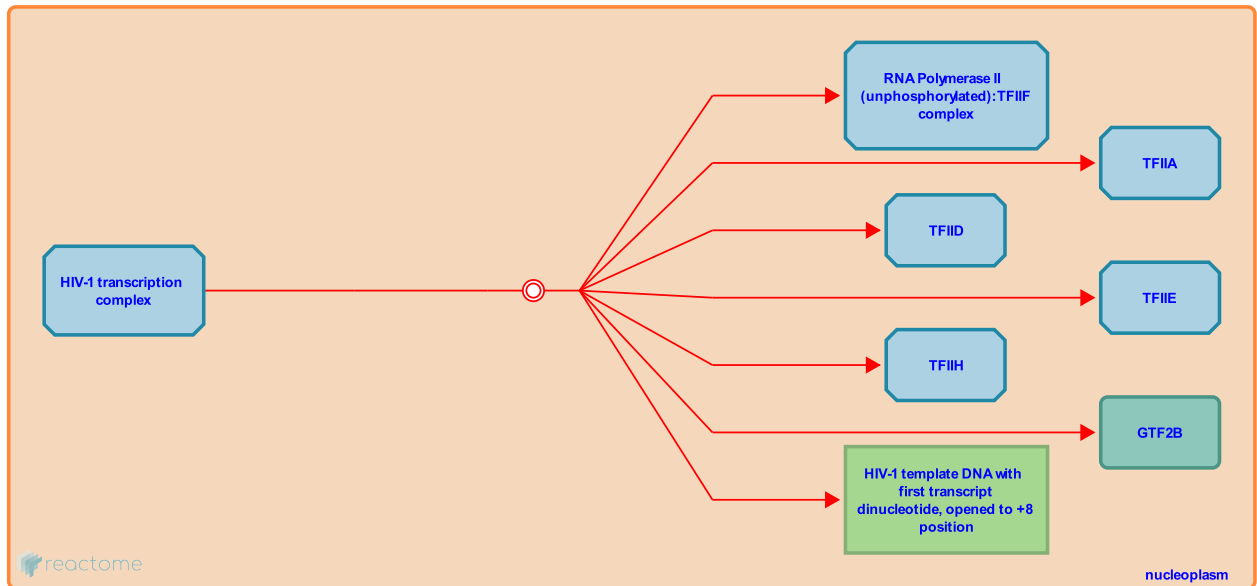 RNA Polymerase II
(unphosphorylated):TFIIF
complex
TFIIA
TFIID
HIV-1 transcription
complex
TFIIE
TFIIH
GTF2B
HIV-1 template DNA with
first transcript
dinucleotide, opened to +8
position
reactome
nucleoplasm